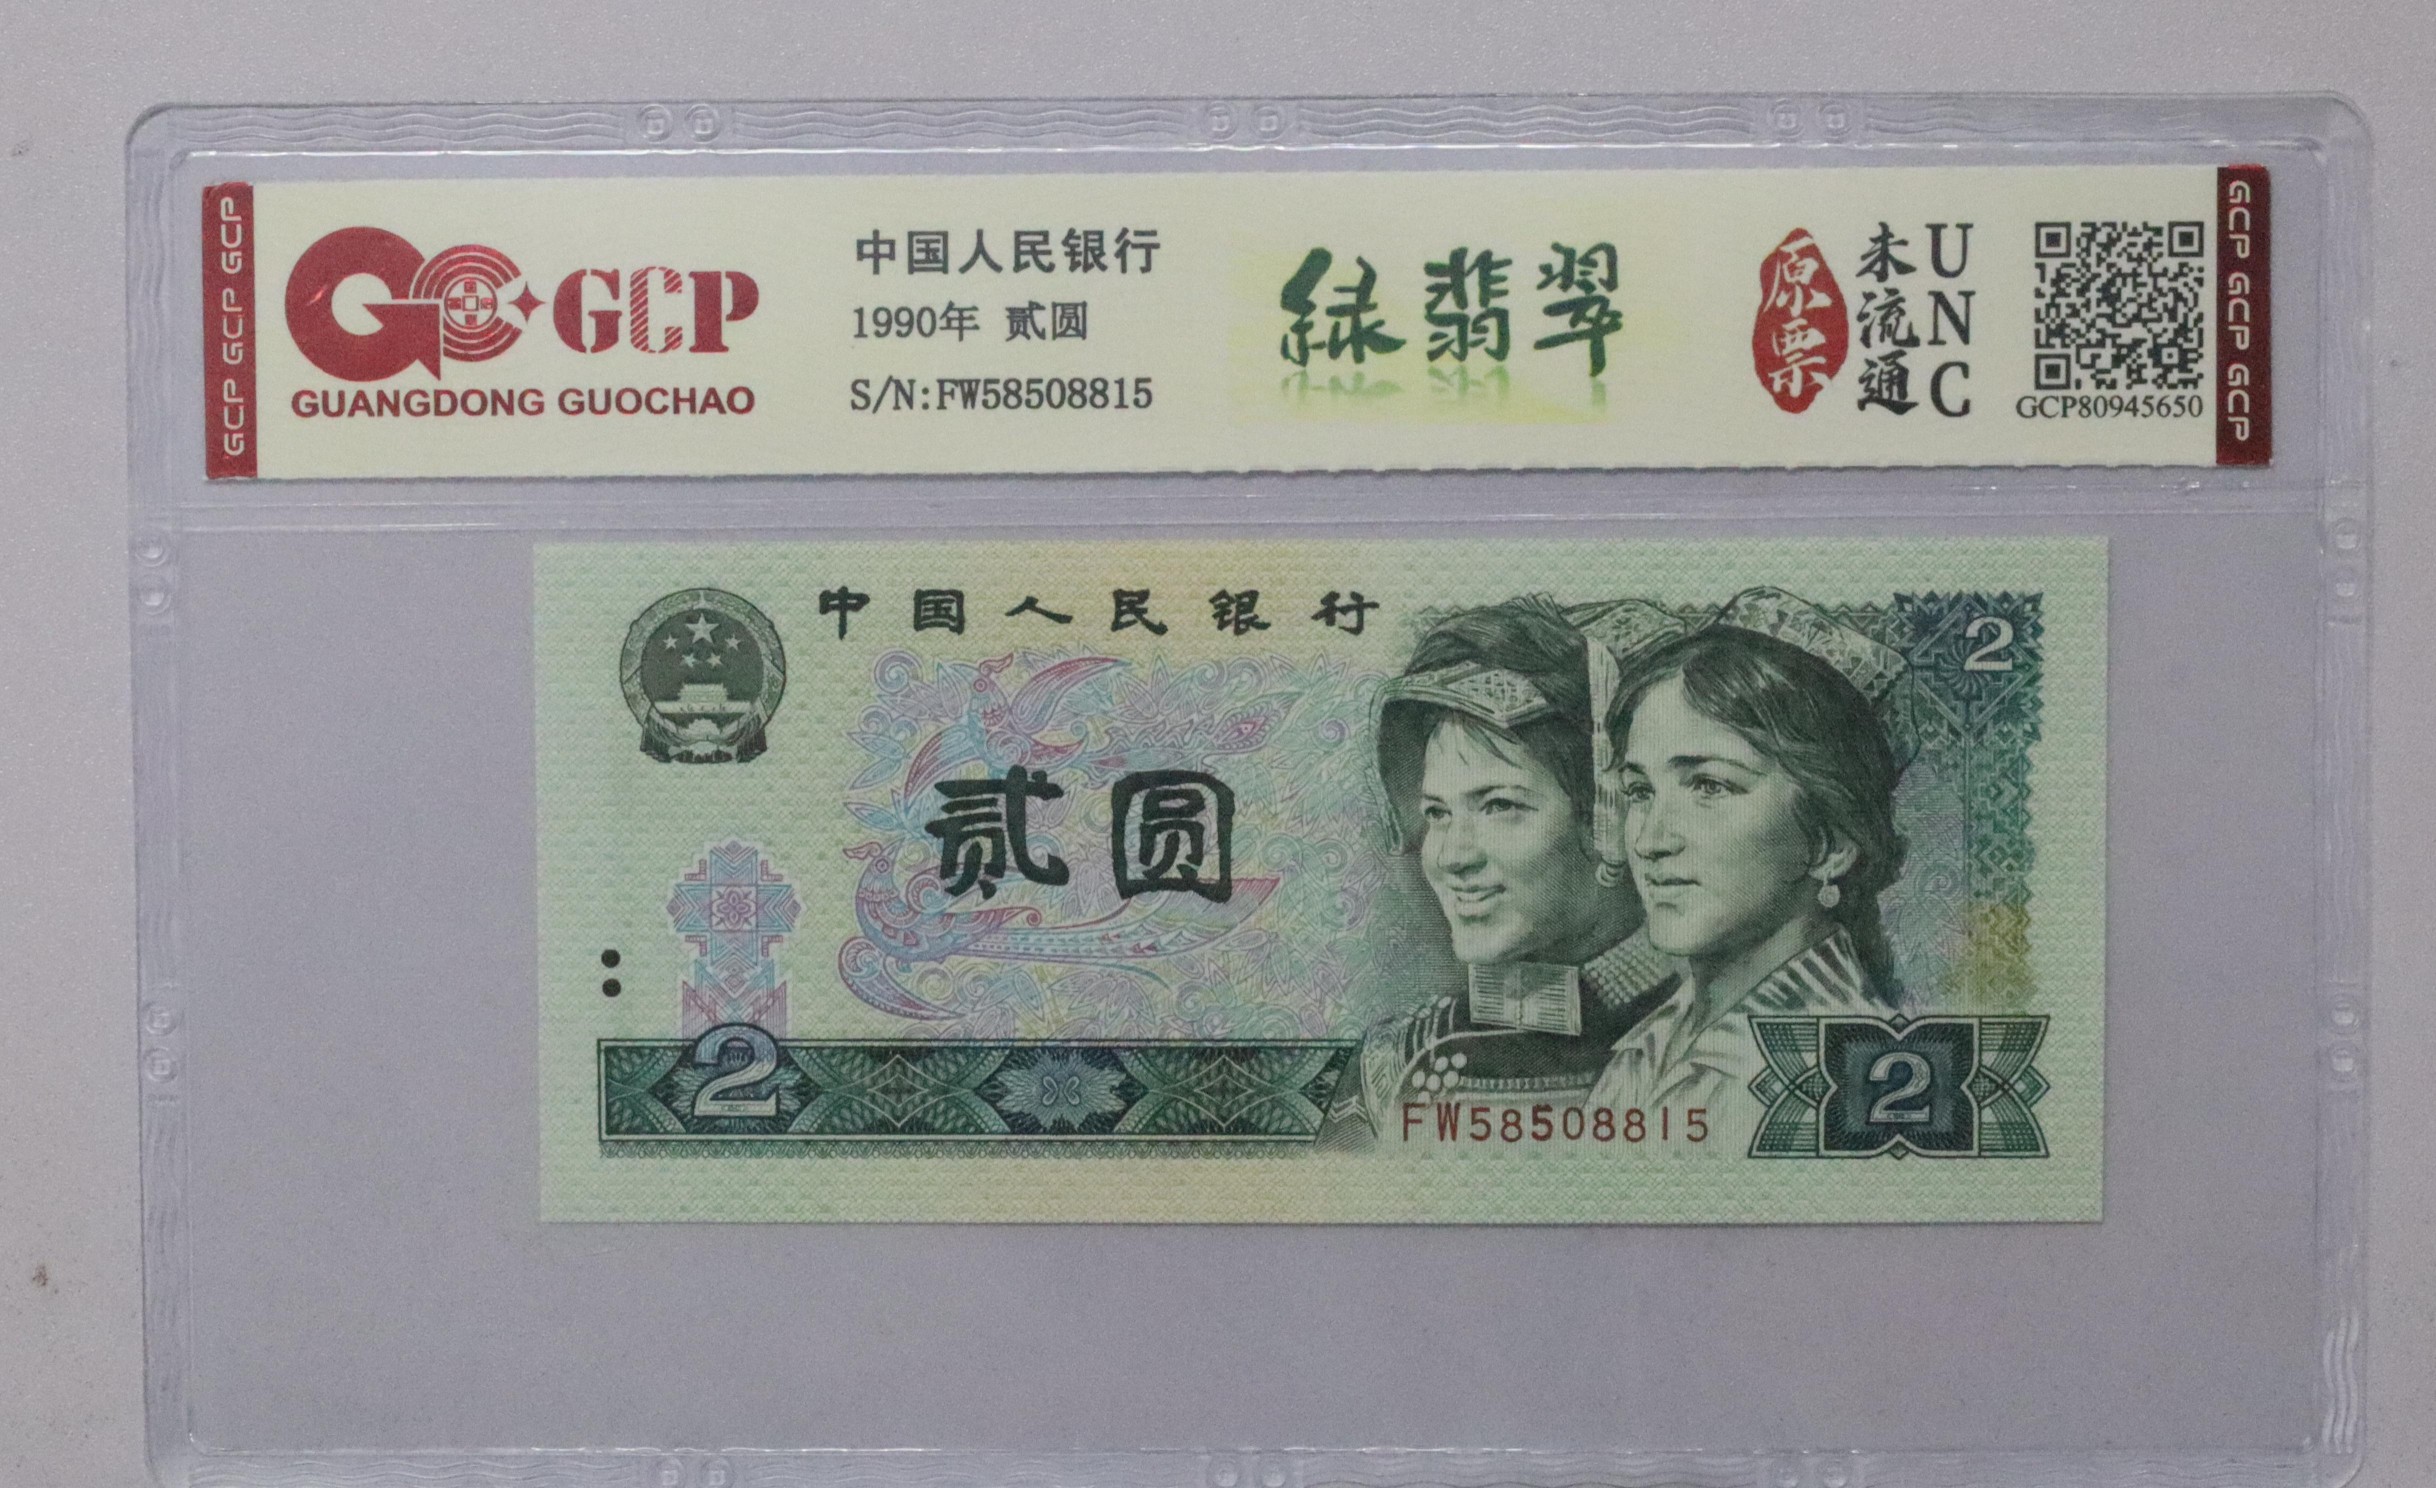 GCP GCP GCP
GCP
GUANGDONG GUOCHAO
中国人民银行
1990年 贰圆
S/N:FW58508815
绿翡翠
原票
未流通
UNC
GCP80945650
GCP GCP GCP
中国人民银行
2
贰圆
2
FW58508815
2